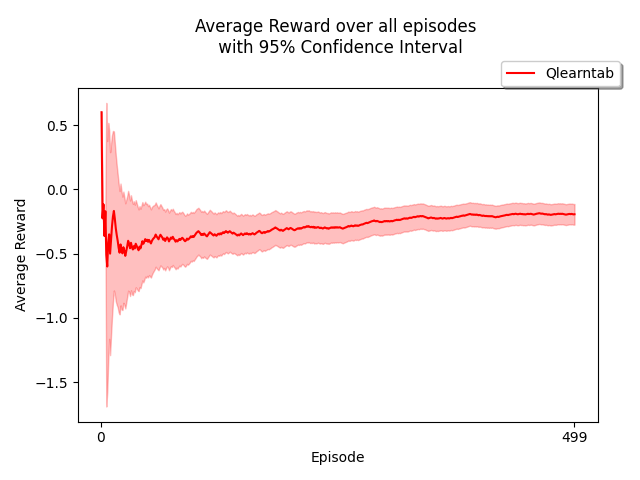 Average Reward over all episodes
with 95% Confidence Interval
Qlearntab
0.5
0.0
−0.5
−1.0
−1.5
Average Reward
0
499
Episode